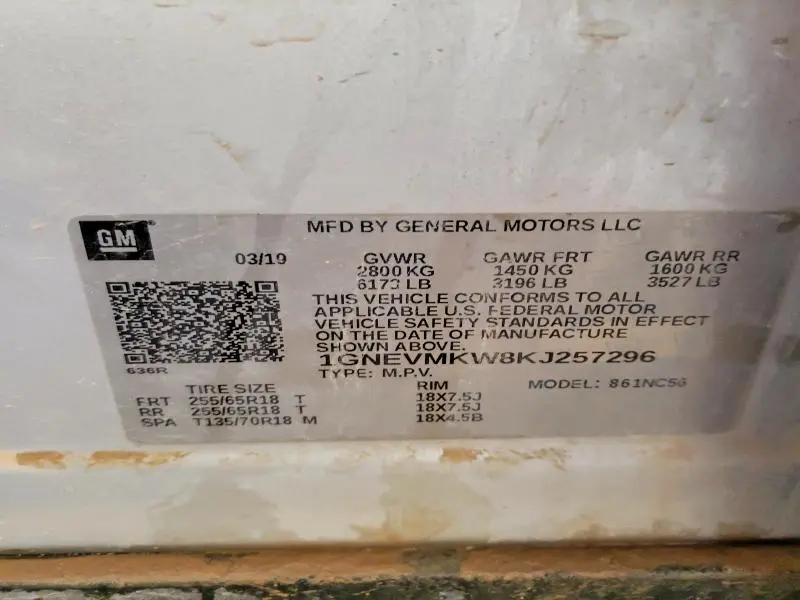 GM
MFD BY GENERAL MOTORS LLC
03/19 GVWR GAWR FRT GAWR RR
2800 KG 1450 KG 1600 KG
6173 LB 3196 LB 3527 LB
THIS VEHICLE CONFORMS TO ALL
APPLICABLE U.S. FEDERAL MOTOR
VEHICLE SAFETY STANDARDS IN EFFECT
ON THE DATE OF MANUFACTURE
SHOWN ABOVE.
1GNEVMKW8KJ257296
636R
TYPE: M.P.V. MODEL: 861NC56
TIRE SIZE RIM
FRT 255/65R18 T 18X7.5J
RR 255/65R18 T 18X7.5J
SPA T135/70R18 M 18X4.5B